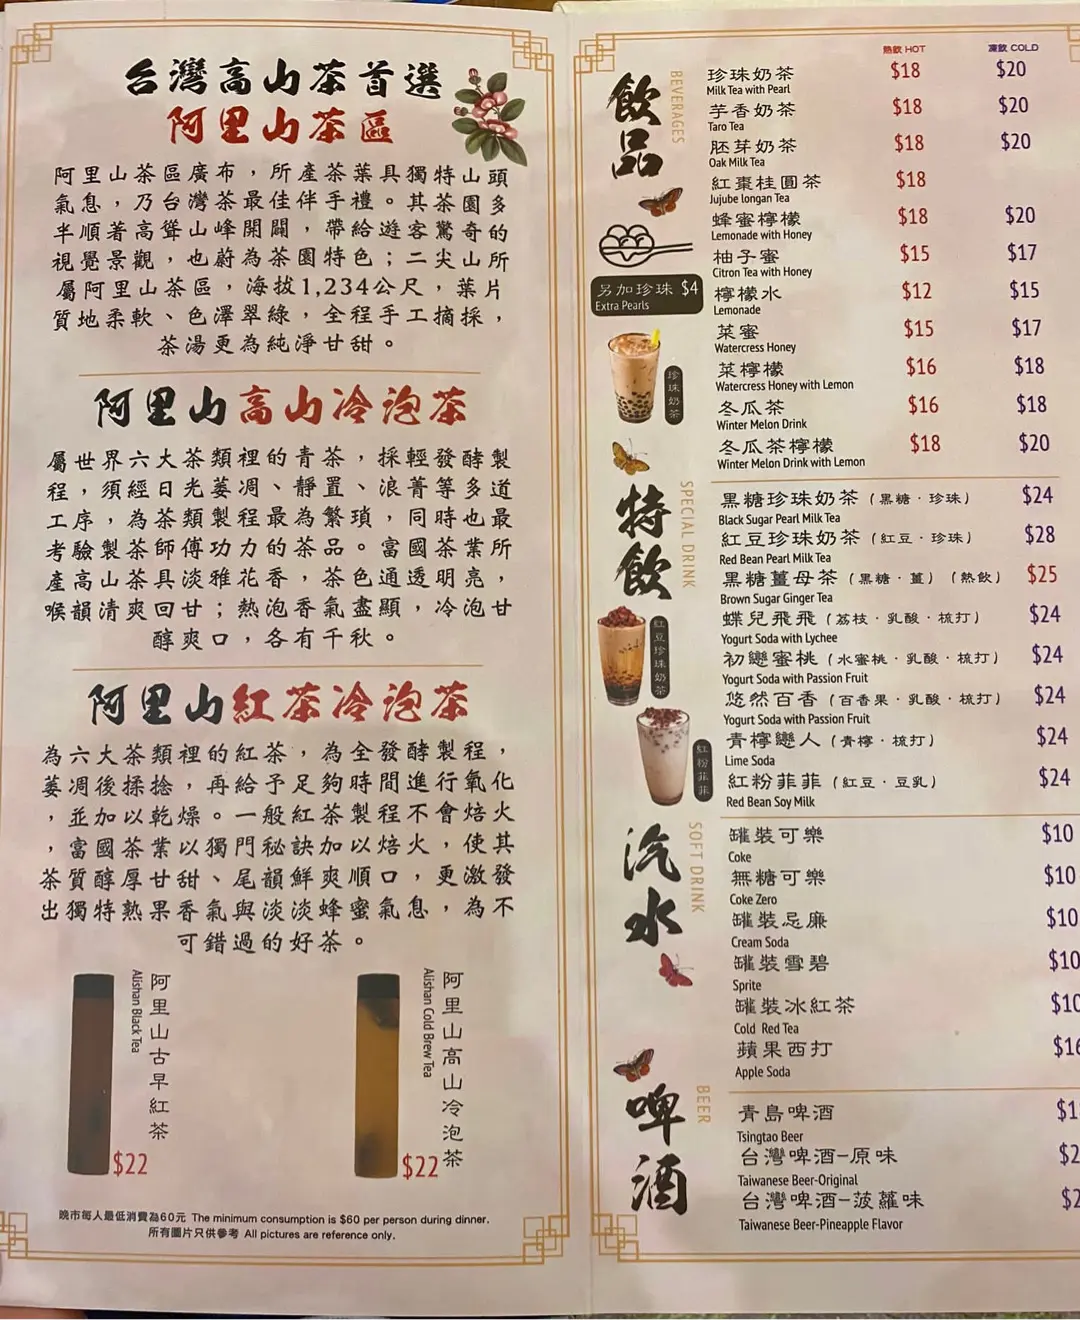 台灣高山茶首選
阿里山茶區
阿里山茶區廣布，所產茶葉具獨特山頭
氣息，乃台灣茶最佳伴手禮。其茶園多
半順著高聳山峰開闢，帶給遊客驚奇的
視覺景觀，也蔚為茶園特色；二尖山所
屬阿里山茶區，海拔1,234公尺，葉片
質地柔軟、色澤翠綠，全程手工摘採，
茶湯更為純淨甘甜。
阿里山高山冷泡茶
屬世界六大茶類裡的青茶，採輕發酵製
程，須經日光萎凋、靜置、浪菁等多道
工序，為茶類製程最為繁瑣，同時也最
考驗製茶師傅功力的茶品。富國茶業所
產高山茶具淡雅花香，茶色通透明亮，
喉韻清爽回甘；熱泡香氣盡顯，冷泡甘
醇爽口，各有千秋。
阿里山紅茶冷泡茶
為六大茶類裡的紅茶，為全發酵製程，
萎凋後揉捻，再給予足夠時間進行氧化
，並加以乾燥。一般紅茶製程不會焙火
，富國茶業以獨門秘訣加以焙火，使其
茶質醇厚甘甜、尾韻鮮爽順口，更激發
出獨特熟果香氣與淡淡蜂蜜氣息，為不
可錯過的好茶。
阿里山古早紅茶
Alishan Black Tea
$22
阿里山高山冷泡茶
Alishan Cold Brew Tea
$22
晚市每人最低消費為60元 The minimum consumption is $60 per person during dinner.
所有圖片只供參考 All pictures are reference only.
飲品
BEVERAGES
熱飲 HOT 凍飲 COLD
珍珠奶茶 $18 $20
Milk Tea with Pearl
芋香奶茶 $18 $20
Taro Tea
胚芽奶茶 $18 $20
Oak Milk Tea
紅棗桂圓茶 $18
Jujube longan Tea
蜂蜜檸檬 $18 $20
Lemonade with Honey
柚子蜜 $15 $17
Citron Tea with Honey
檸檬水 $12 $15
Lemonade
菜蜜 $15 $17
Watercress Honey
菜檸檬 $16 $18
Watercress Honey with Lemon
冬瓜茶 $16 $18
Winter Melon Drink
冬瓜茶檸檬 $18 $20
Winter Melon Drink with Lemon
另加珍珠 $4
Extra Pearls
珍珠奶茶
特飲
SPECIAL DRINK
黑糖珍珠奶茶（黑糖・珍珠） $24
Black Sugar Pearl Milk Tea
紅豆珍珠奶茶（紅豆・珍珠） $28
Red Bean Pearl Milk Tea
黑糖薑母茶（黑糖・薑）（熱飲） $25
Brown Sugar Ginger Tea
蝶兒飛飛（荔枝・乳酸・梳打） $24
Yogurt Soda with Lychee
初戀蜜桃（水蜜桃・乳酸・梳打） $24
Yogurt Soda with Passion Fruit
悠然百香（百香果・乳酸・梳打） $24
Yogurt Soda with Passion Fruit
青檸戀人（青檸・梳打） $24
Lime Soda
紅粉菲菲（紅豆・豆乳） $24
Red Bean Soy Milk
紅豆珍珠奶茶
紅粉菲菲
汽水
SOFT DRINK
罐裝可樂 $10
Coke
無糖可樂 $10
Coke Zero
罐裝忌廉 $10
Cream Soda
罐裝雪碧 $10
Sprite
罐裝冰紅茶 $10
Cold Red Tea
蘋果西打 $16
Apple Soda
啤酒
BEER
青島啤酒 $1
Tsingtao Beer
台灣啤酒-原味 $2
Taiwanese Beer-Original
台灣啤酒-菠蘿味 $2
Taiwanese Beer-Pineapple Flavor